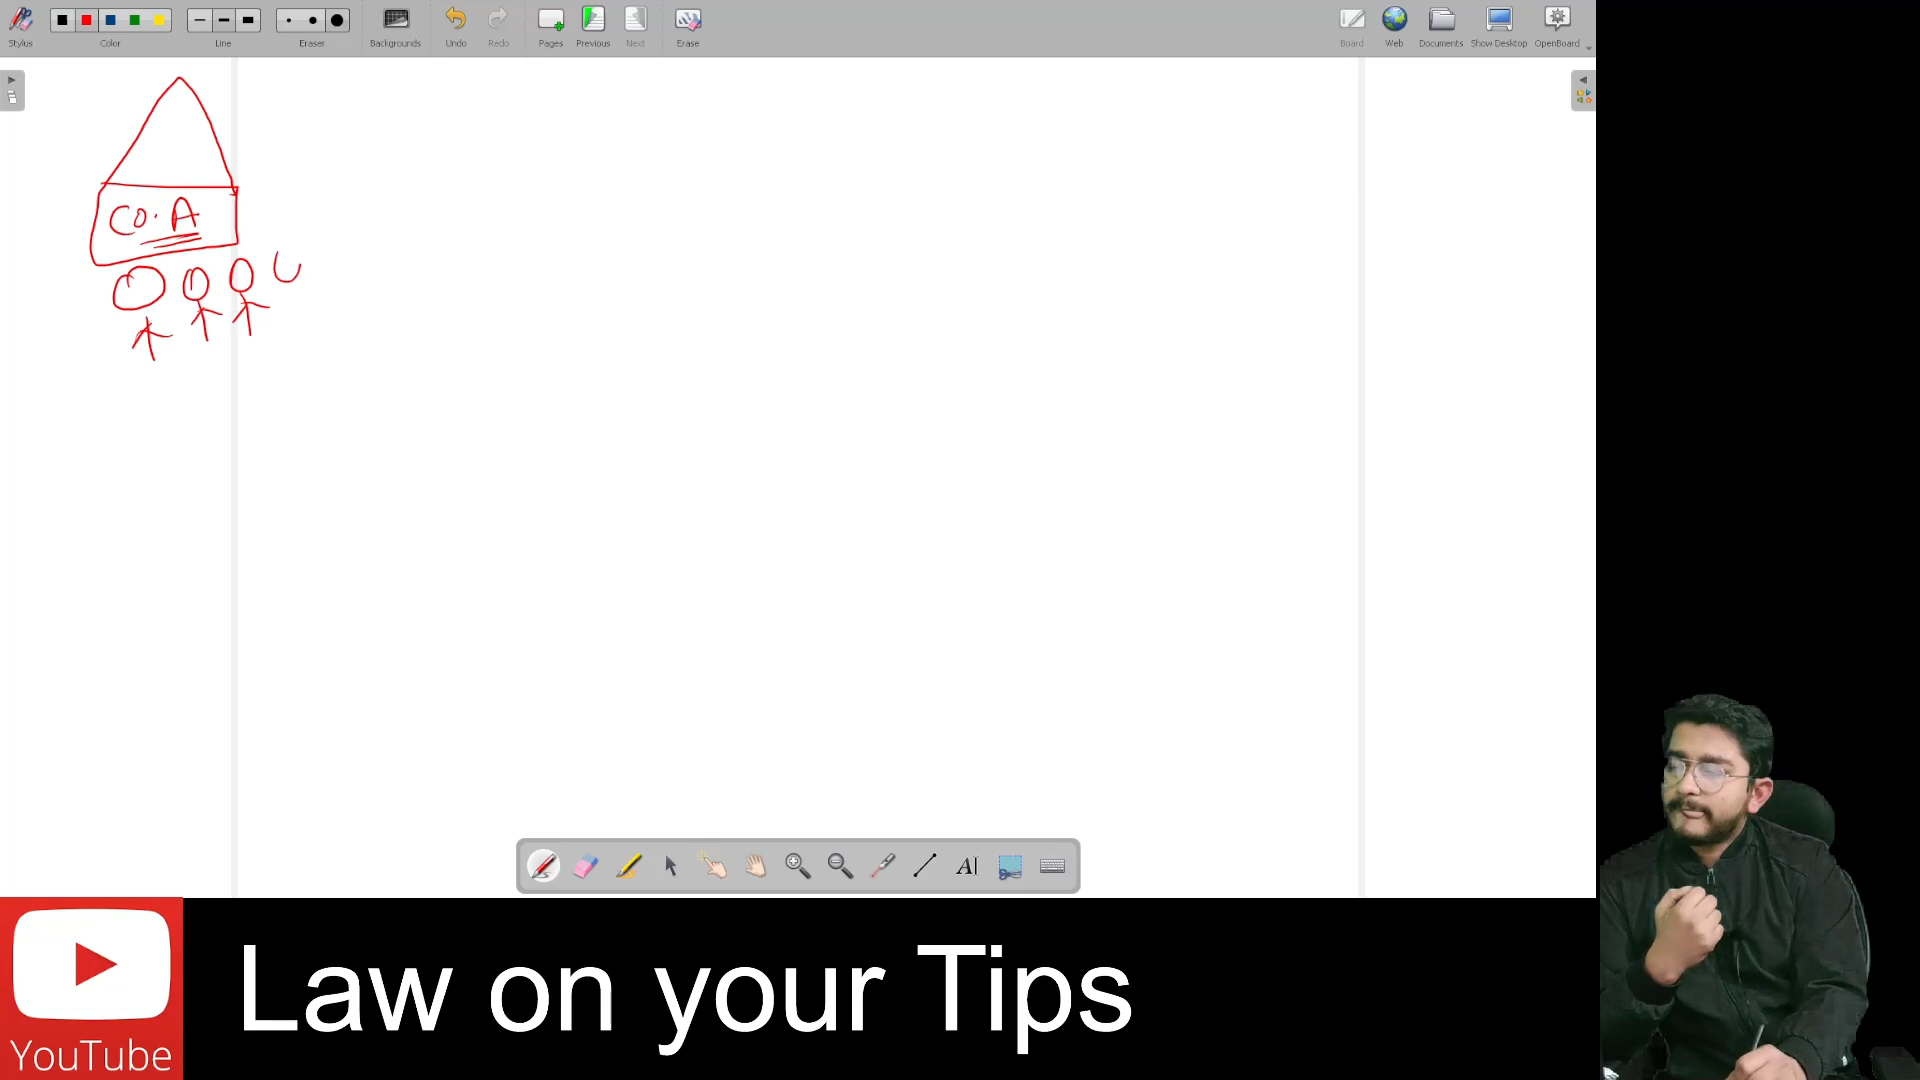 Stylus
Color
Line
Eraser
Backgrounds
Undo
Redo
Pages
Previous
Next
Erase
Board
Web
Documents
Show Desktop
OpenBoard
Co. A
A
YouTube
Law on your Tips